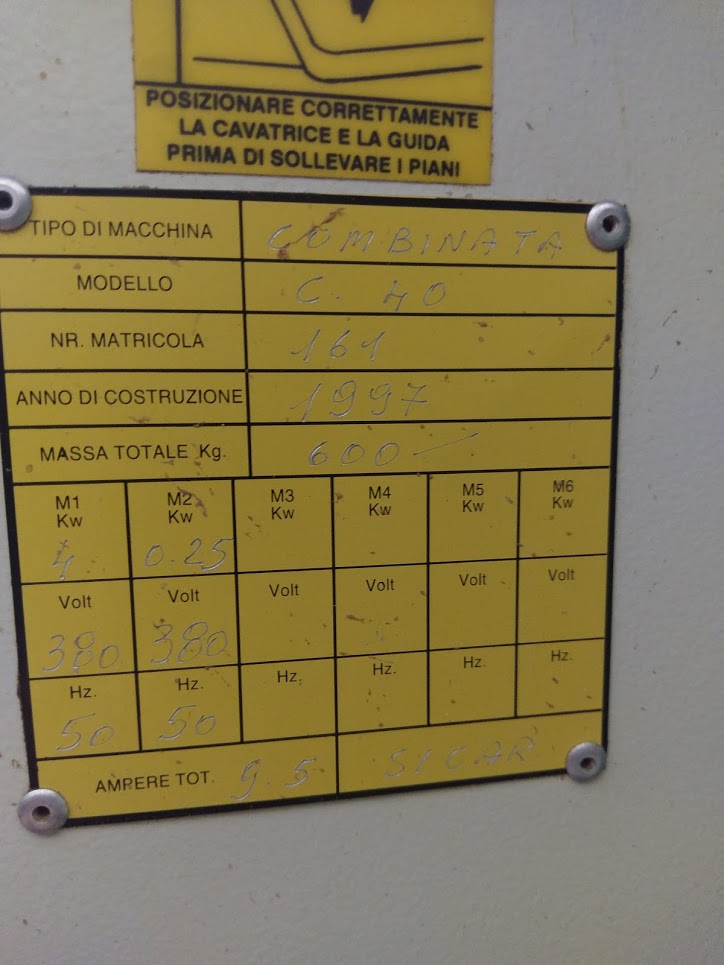 POSIZIONARE CORRETTAMENTE
LA CAVATRICE E LA GUIDA
PRIMA DI SOLLEVARE I PIANI
TIPO DI MACCHINA COMBINATA
MODELLO C. 40
NR. MATRICOLA 161
ANNO DI COSTRUZIONE 1997
MASSA TOTALE Kg. 600
M1 M2 M3 M4 M5 M6
Kw Kw Kw Kw Kw Kw
4 0.25
Volt Volt Volt Volt Volt Volt
380 380
Hz. Hz. Hz. Hz. Hz. Hz.
50 50
AMPERE TOT. 9.5 SICAR